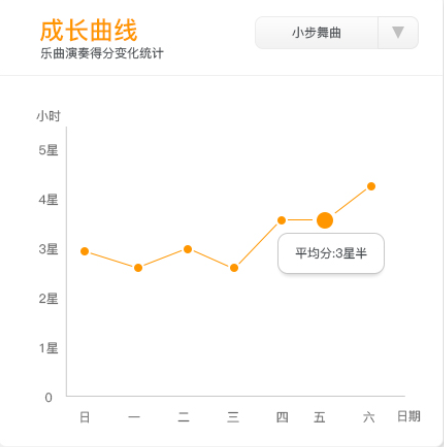 成长曲线
小步舞曲
乐曲演奏得分变化统计
小时
5星
4星
3星
平均分:3星半
2星
1星
0
日 一 二 三 四 五 六 日期